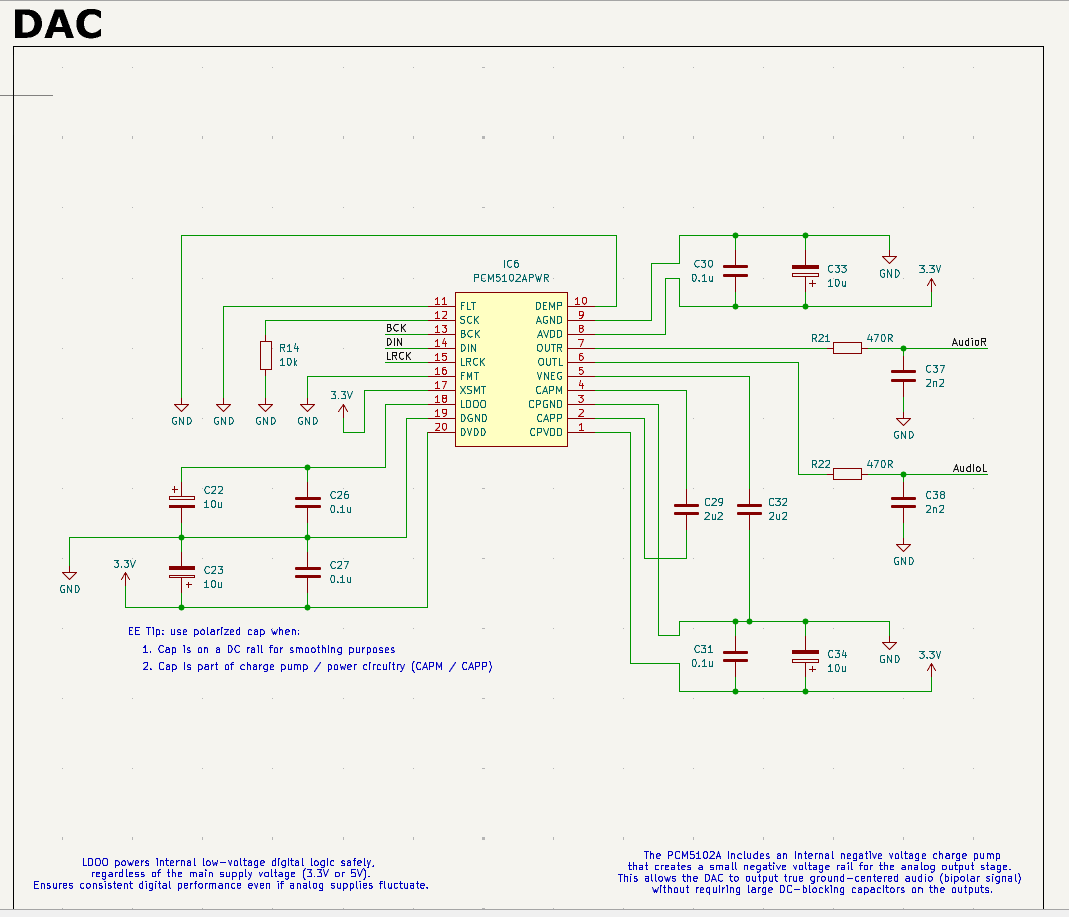 DAC
IC6
PCM5102APWR
11 FLT
12 SCK
13 BCK
14 DIN
15 LRCK
16 FMT
17 XSMT
18 LDOO
19 DGND
20 DVDD
DEMP 10
AGND 9
AVDD 8
OUTR 7
OUTL 6
VNEG 5
CAPM 4
CPGND 3
CAPP 2
CPVDD 1
BCK
DIN
LRCK
R14
10k
GND
GND
GND
GND
3.3V
C30
0.1u
+
C33
10u
GND
3.3V
R21 470R
AudioR
C37
2n2
GND
R22 470R
AudioL
C38
2n2
GND
+
C22
10u
C26
0.1u
GND
3.3V
+
C23
10u
C27
0.1u
C29
2u2
C32
2u2
C31
0.1u
+
C34
10u
GND
3.3V
EE Tip: use polarized cap when:
1. Cap is on a DC rail for smoothing purposes
2. Cap is part of charge pump / power circuitry (CAPM / CAPP)
LDOO powers internal low-voltage digital logic safely,
regardless of the main supply voltage (3.3V or 5V).
Ensures consistent digital performance even if analog supplies fluctuate.
The PCM5102A includes an internal negative voltage charge pump
that creates a small negative voltage rail for the analog output stage.
This allows the DAC to output true ground-centered audio (bipolar signal)
without requiring large DC-blocking capacitors on the outputs.